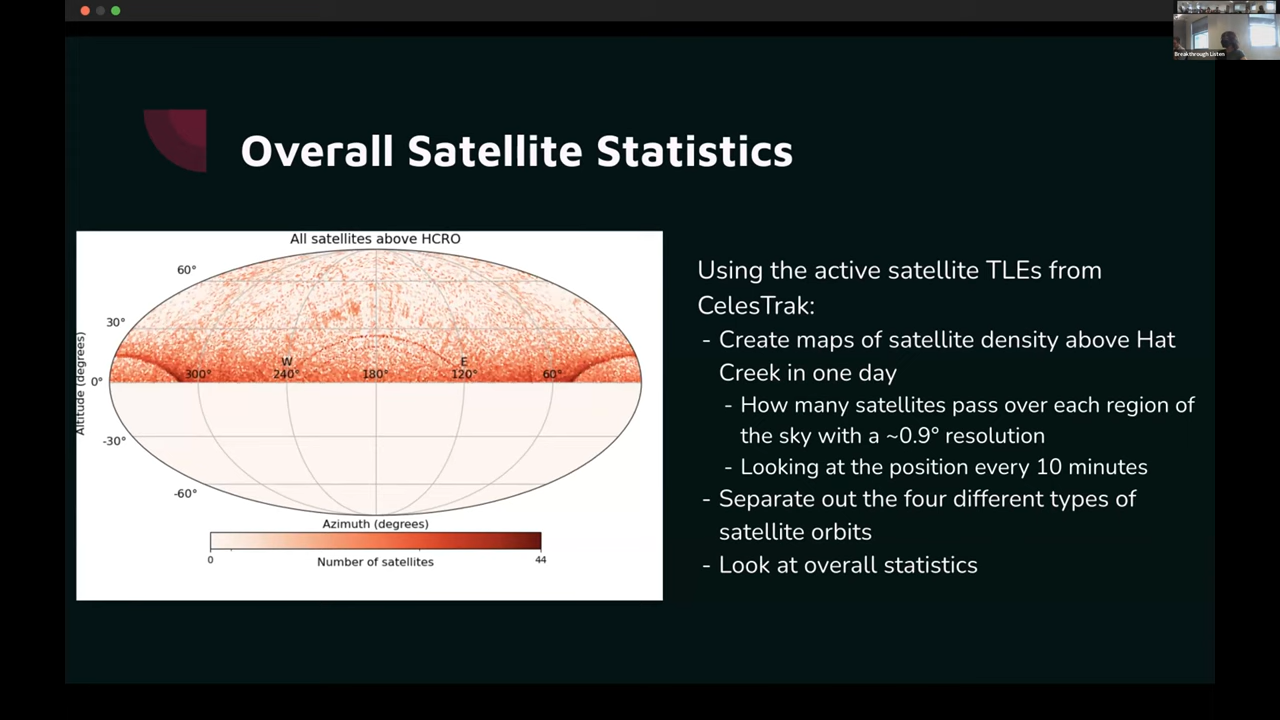 Breakthrough Listen
Overall Satellite Statistics
All satellites above HCRO
60°
30°
0°
-30°
-60°
Altitude (degrees)
W
E
300°
240°
180°
120°
60°
Azimuth (degrees)
0
44
Number of satellites
Using the active satellite TLEs from
CelesTrak:
- Create maps of satellite density above Hat
Creek in one day
- How many satellites pass over each region of
the sky with a ~0.9° resolution
- Looking at the position every 10 minutes
- Separate out the four different types of
satellite orbits
- Look at overall statistics